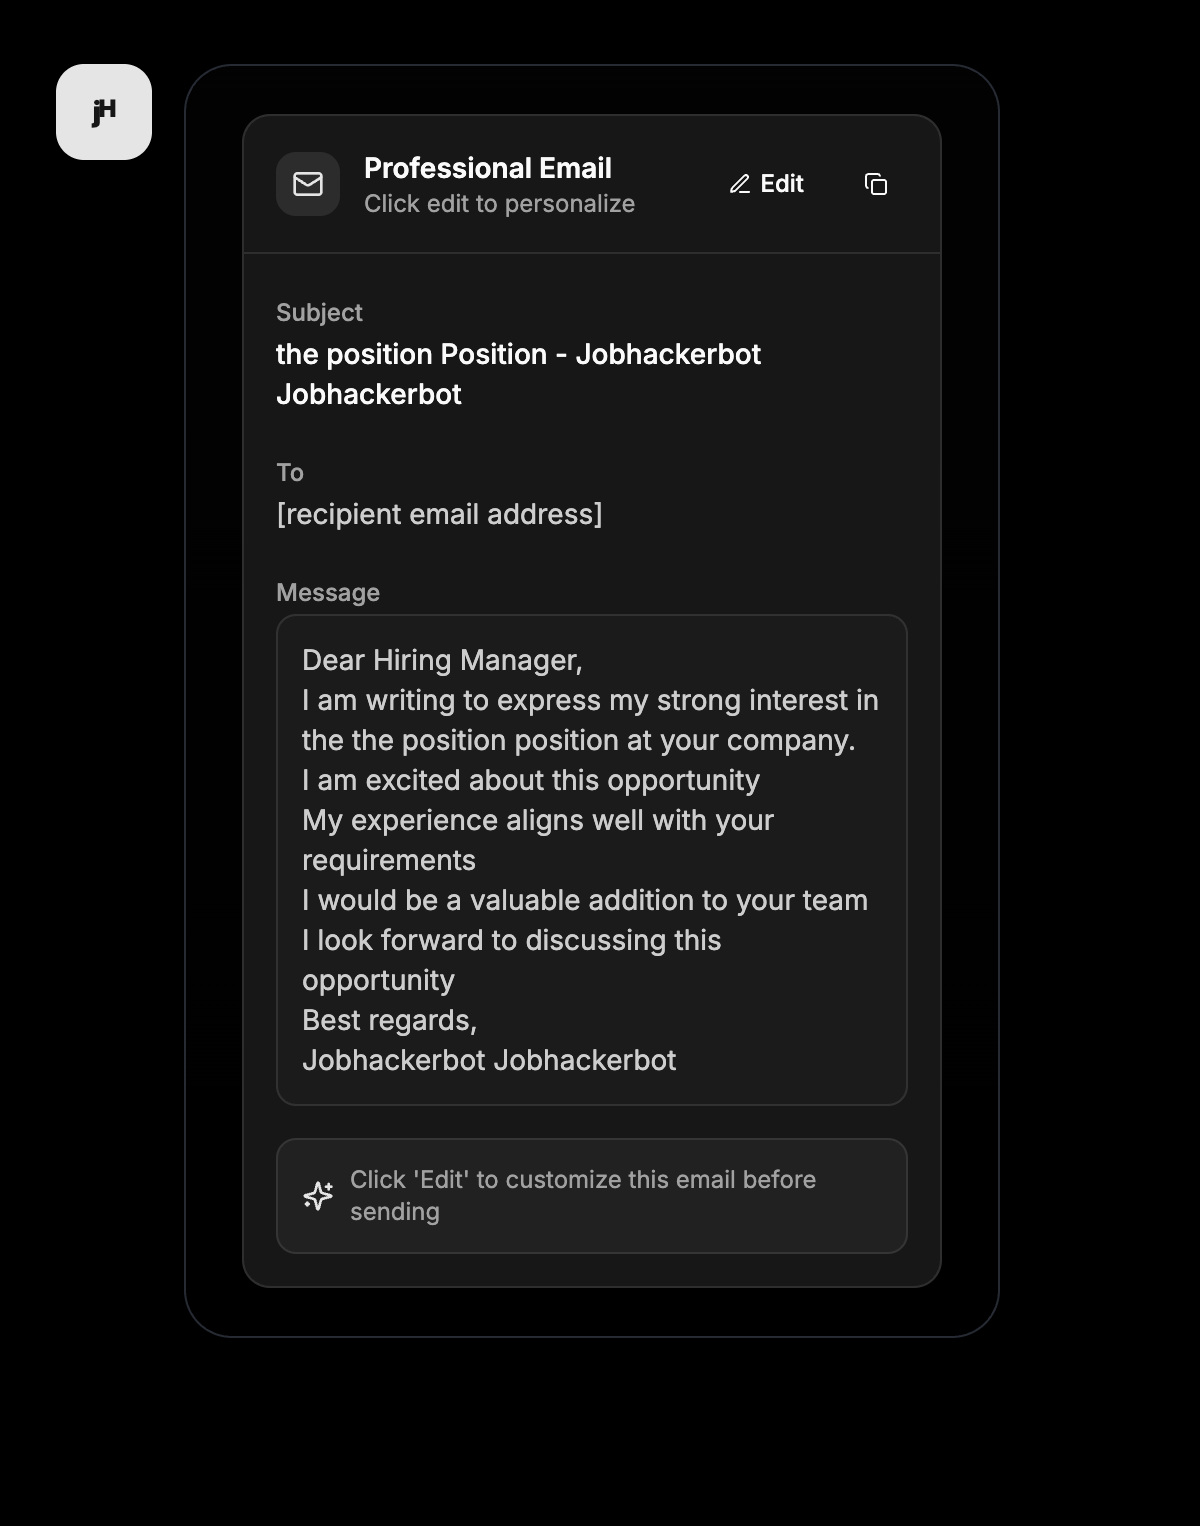 jH
Professional Email
Click edit to personalize
Edit
Subject
the position Position - Jobhackerbot
Jobhackerbot
To
[recipient email address]
Message
Dear Hiring Manager,
I am writing to express my strong interest in
the the position position at your company.
I am excited about this opportunity
My experience aligns well with your
requirements
I would be a valuable addition to your team
I look forward to discussing this
opportunity
Best regards,
Jobhackerbot Jobhackerbot
Click 'Edit' to customize this email before
sending